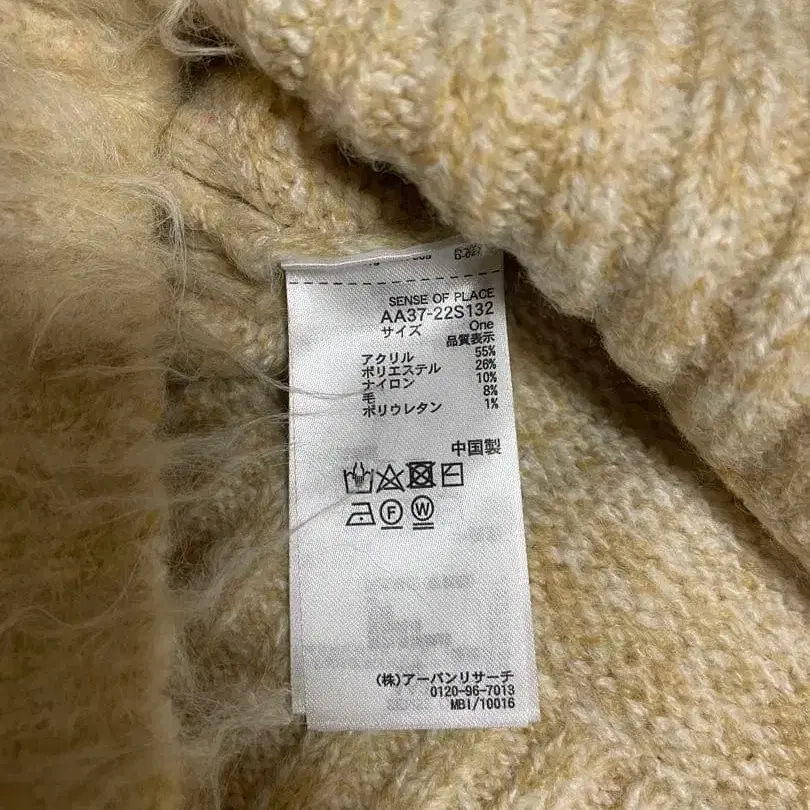 SENSE OF PLACE
AA37-22S132
サイズ One
品質表示
アクリル 55%
ポリエステル 26%
ナイロン 10%
毛 8%
ポリウレタン 1%
中国製
F W
(株)アーバンリサーチ
0120-96-7013
MBI/10016